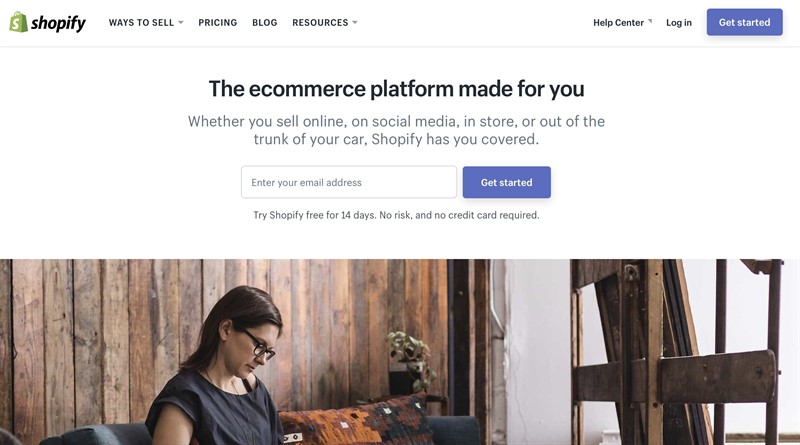 shopify
WAYS TO SELL
PRICING
BLOG
RESOURCES
Help Center
Log in
Get started
The ecommerce platform made for you
Whether you sell online, on social media, in store, or out of the
trunk of your car, Shopify has you covered.
Enter your email address
Get started
Try Shopify free for 14 days. No risk, and no credit card required.